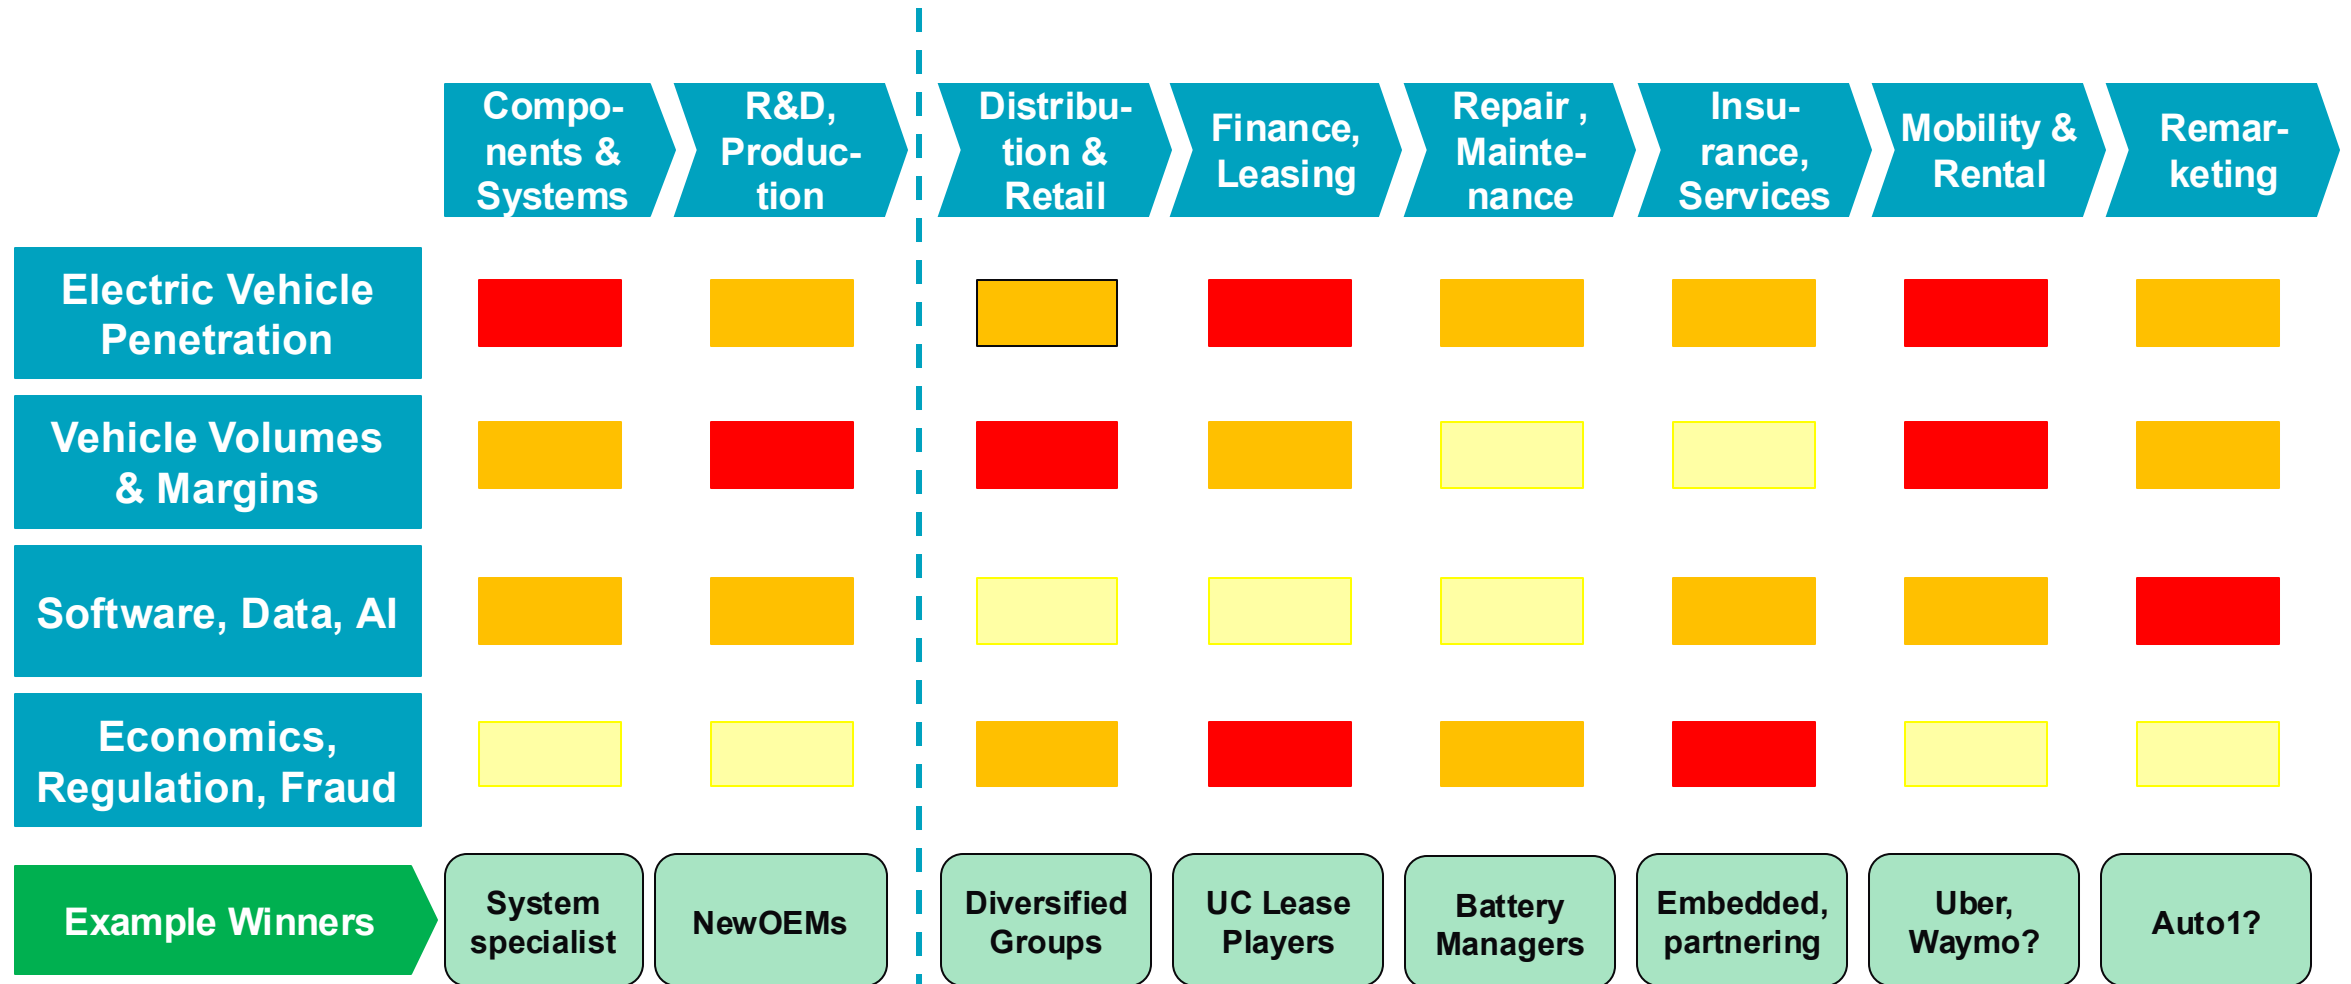 Compo-
nents &
Systems
R&D,
Produc-
tion
Distribu-
tion &
Retail
Finance,
Leasing
Repair ,
Mainte-
nance
Insu-
rance,
Services
Mobility &
Rental
Remar-
keting
Electric Vehicle
Penetration
Vehicle Volumes
& Margins
Software, Data, AI
Economics,
Regulation, Fraud
Example Winners
System
specialist
NewOEMs
Diversified
Groups
UC Lease
Players
Battery
Managers
Embedded,
partnering
Uber,
Waymo?
Auto1?